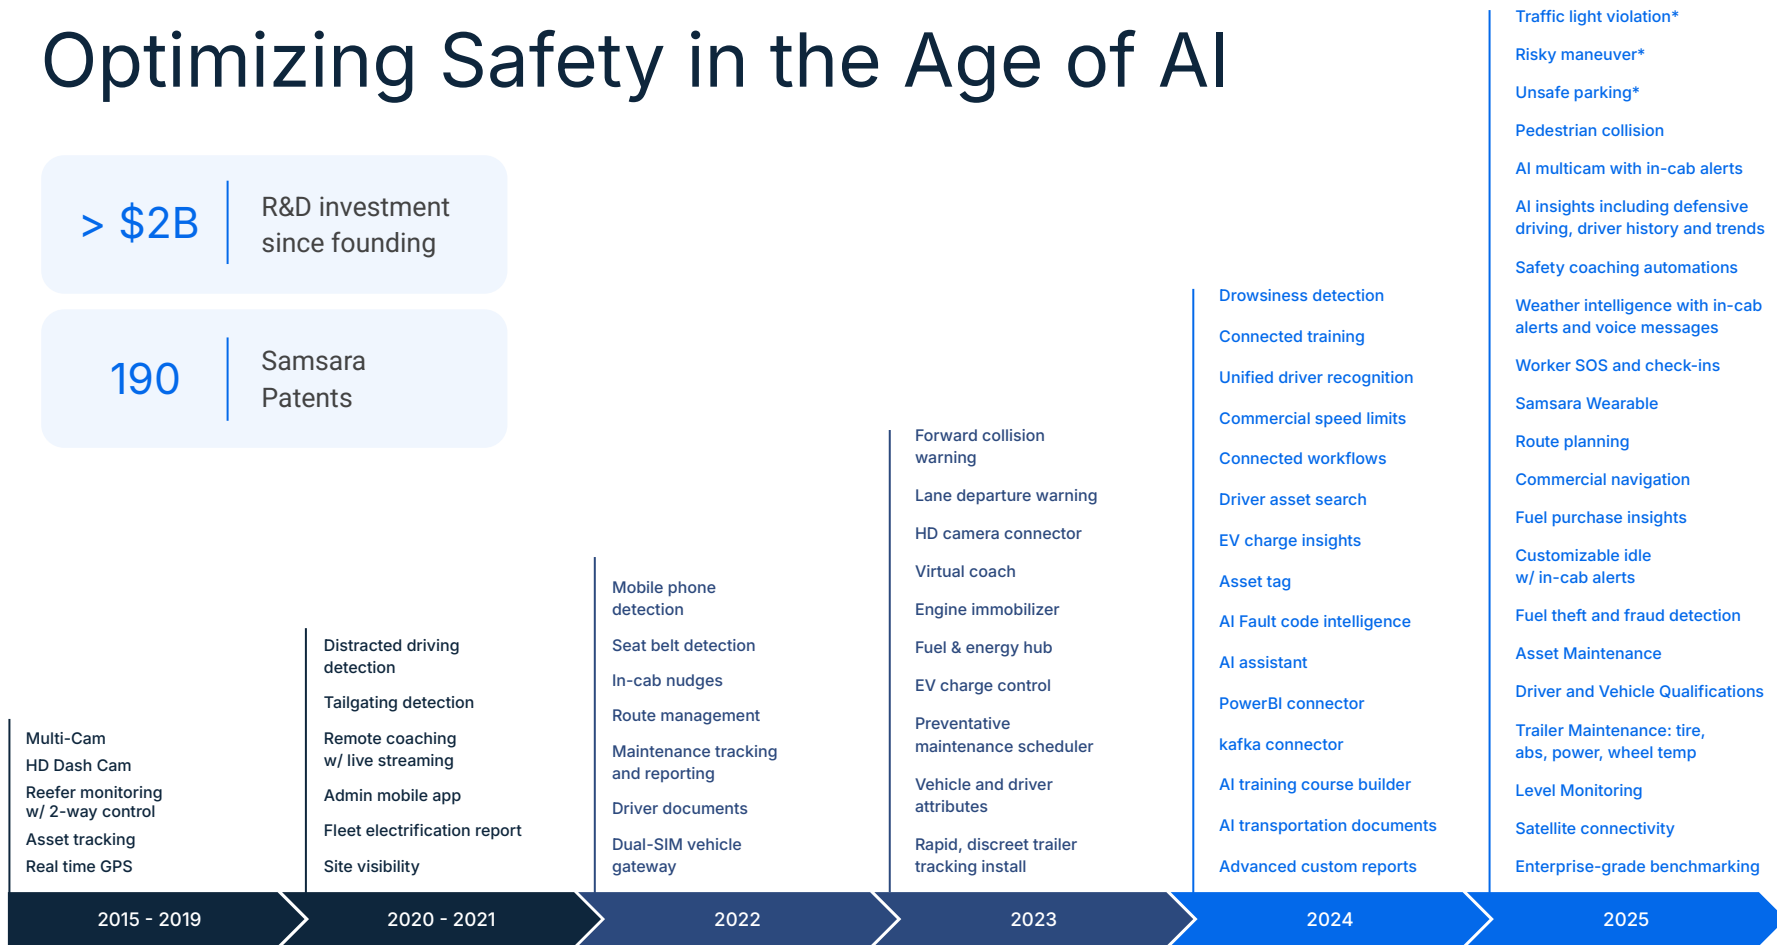 Optimizing Safety in the Age of AI
> $2B
R&D investment
since founding
190
Samsara
Patents
Multi-Cam
HD Dash Cam
Reefer monitoring
w/ 2-way control
Asset tracking
Real time GPS
2015 - 2019
Distracted driving
detection
Tailgating detection
Remote coaching
w/ live streaming
Admin mobile app
Fleet electrification report
Site visibility
2020 - 2021
Mobile phone
detection
Seat belt detection
In-cab nudges
Route management
Maintenance tracking
and reporting
Driver documents
Dual-SIM vehicle
gateway
2022
Forward collision
warning
Lane departure warning
HD camera connector
Virtual coach
Engine immobilizer
Fuel & energy hub
EV charge control
Preventative
maintenance scheduler
Vehicle and driver
attributes
Rapid, discreet trailer
tracking install
2023
Drowsiness detection
Connected training
Unified driver recognition
Commercial speed limits
Connected workflows
Driver asset search
EV charge insights
Asset tag
AI Fault code intelligence
AI assistant
PowerBI connector
kafka connector
AI training course builder
AI transportation documents
Advanced custom reports
2024
Traffic light violation*
Risky maneuver*
Unsafe parking*
Pedestrian collision
AI multicam with in-cab alerts
AI insights including defensive
driving, driver history and trends
Safety coaching automations
Weather intelligence with in-cab
alerts and voice messages
Worker SOS and check-ins
Samsara Wearable
Route planning
Commercial navigation
Fuel purchase insights
Customizable idle
w/ in-cab alerts
Fuel theft and fraud detection
Asset Maintenance
Driver and Vehicle Qualifications
Trailer Maintenance: tire,
abs, power, wheel temp
Level Monitoring
Satellite connectivity
Enterprise-grade benchmarking
2025